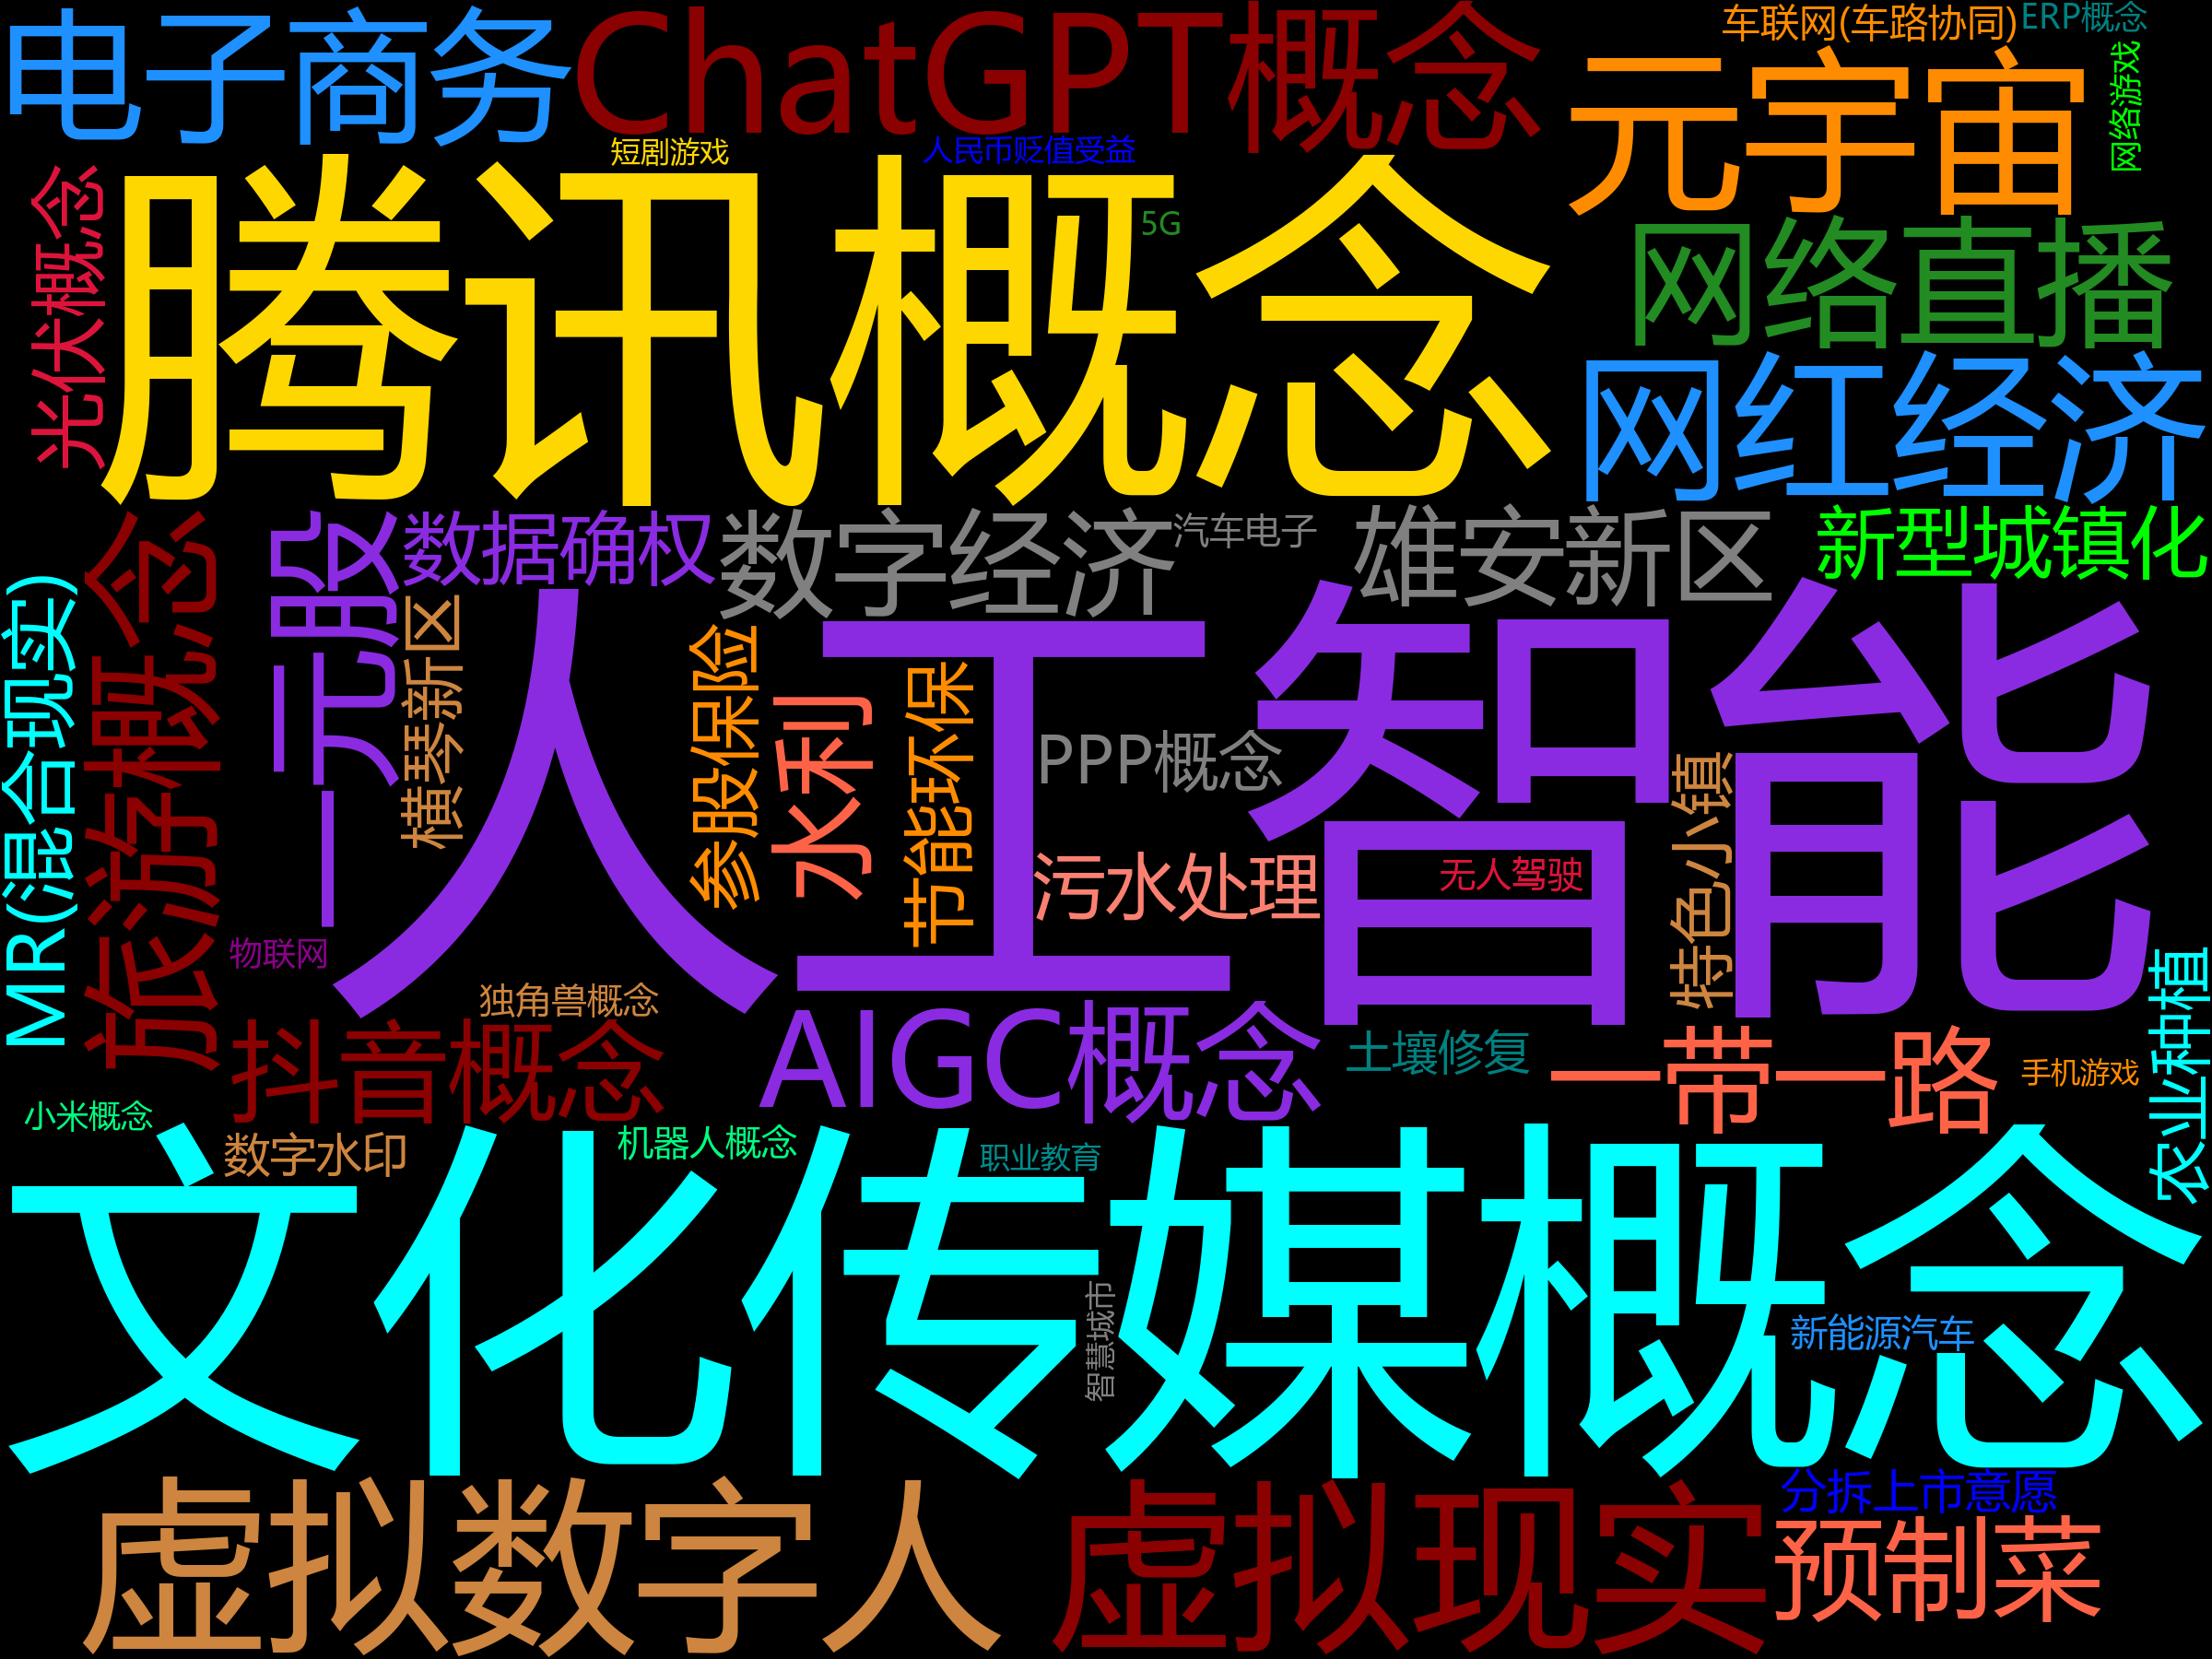 电子商务
ChatGPT概念
车联网(车路协同)
ERP概念
元宇宙
网络游戏
短剧游戏
人民币贬值受益
光伏概念
腾讯概念
5G
网络直播
网红经济
一元股
数据确权
数字经济
汽车电子
雄安新区
新型城镇化
MR(混合现实)
旅游概念
横琴新区
人工智能
参股保险
水利
节能环保
PPP概念
特色小镇
污水处理
无人驾驶
物联网
农业种植
独角兽概念
抖音概念
AIGC概念
土壤修复
一带一路
手机游戏
小米概念
数字水印
机器人概念
职业教育
文化传媒概念
智慧城市
新能源汽车
虚拟数字人
虚拟现实
分拆上市意愿
预制菜